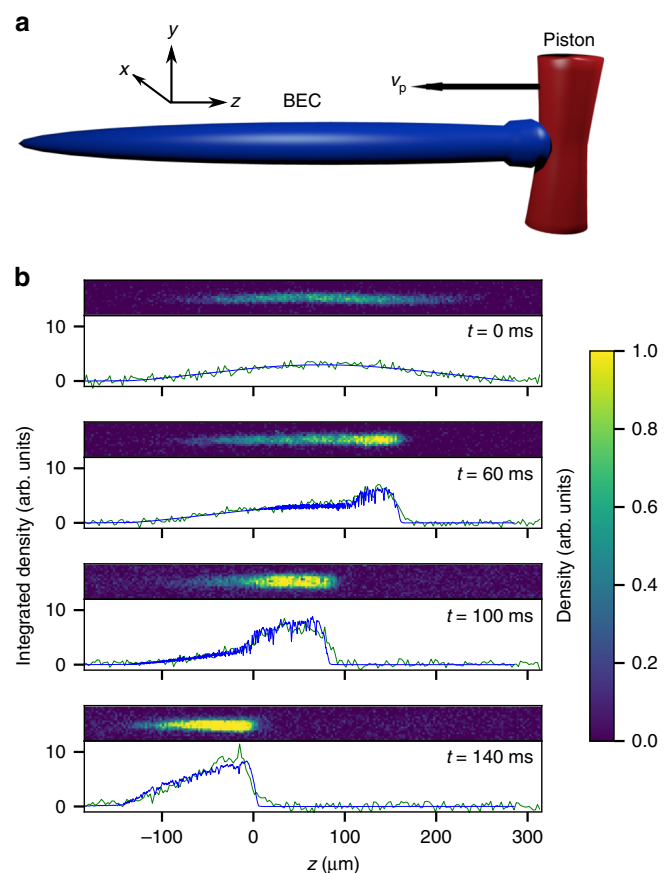 a
y
x
z
BEC
Piston
vp
b
t = 0 ms
10
0
t = 60 ms
10
0
t = 100 ms
10
0
t = 140 ms
10
0
−100 0 100 200 300
z (μm)
Integrated density (arb. units)
Density (arb. units)
1.0
0.8
0.6
0.4
0.2
0.0